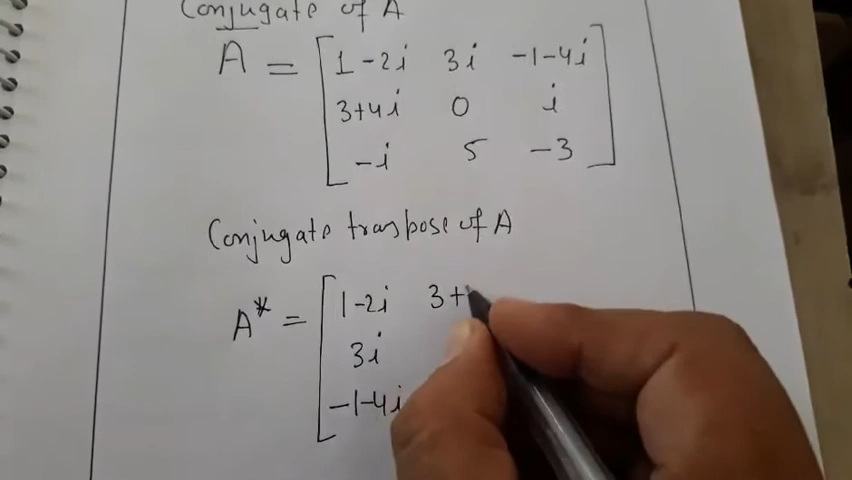 Conjugate of A
A = [ 1-2i 3i -1-4i
3+4i 0 i
-i 5 -3 ]
Conjugate transpose of A
A* = [ 1-2i 3+
3i
-1-4i